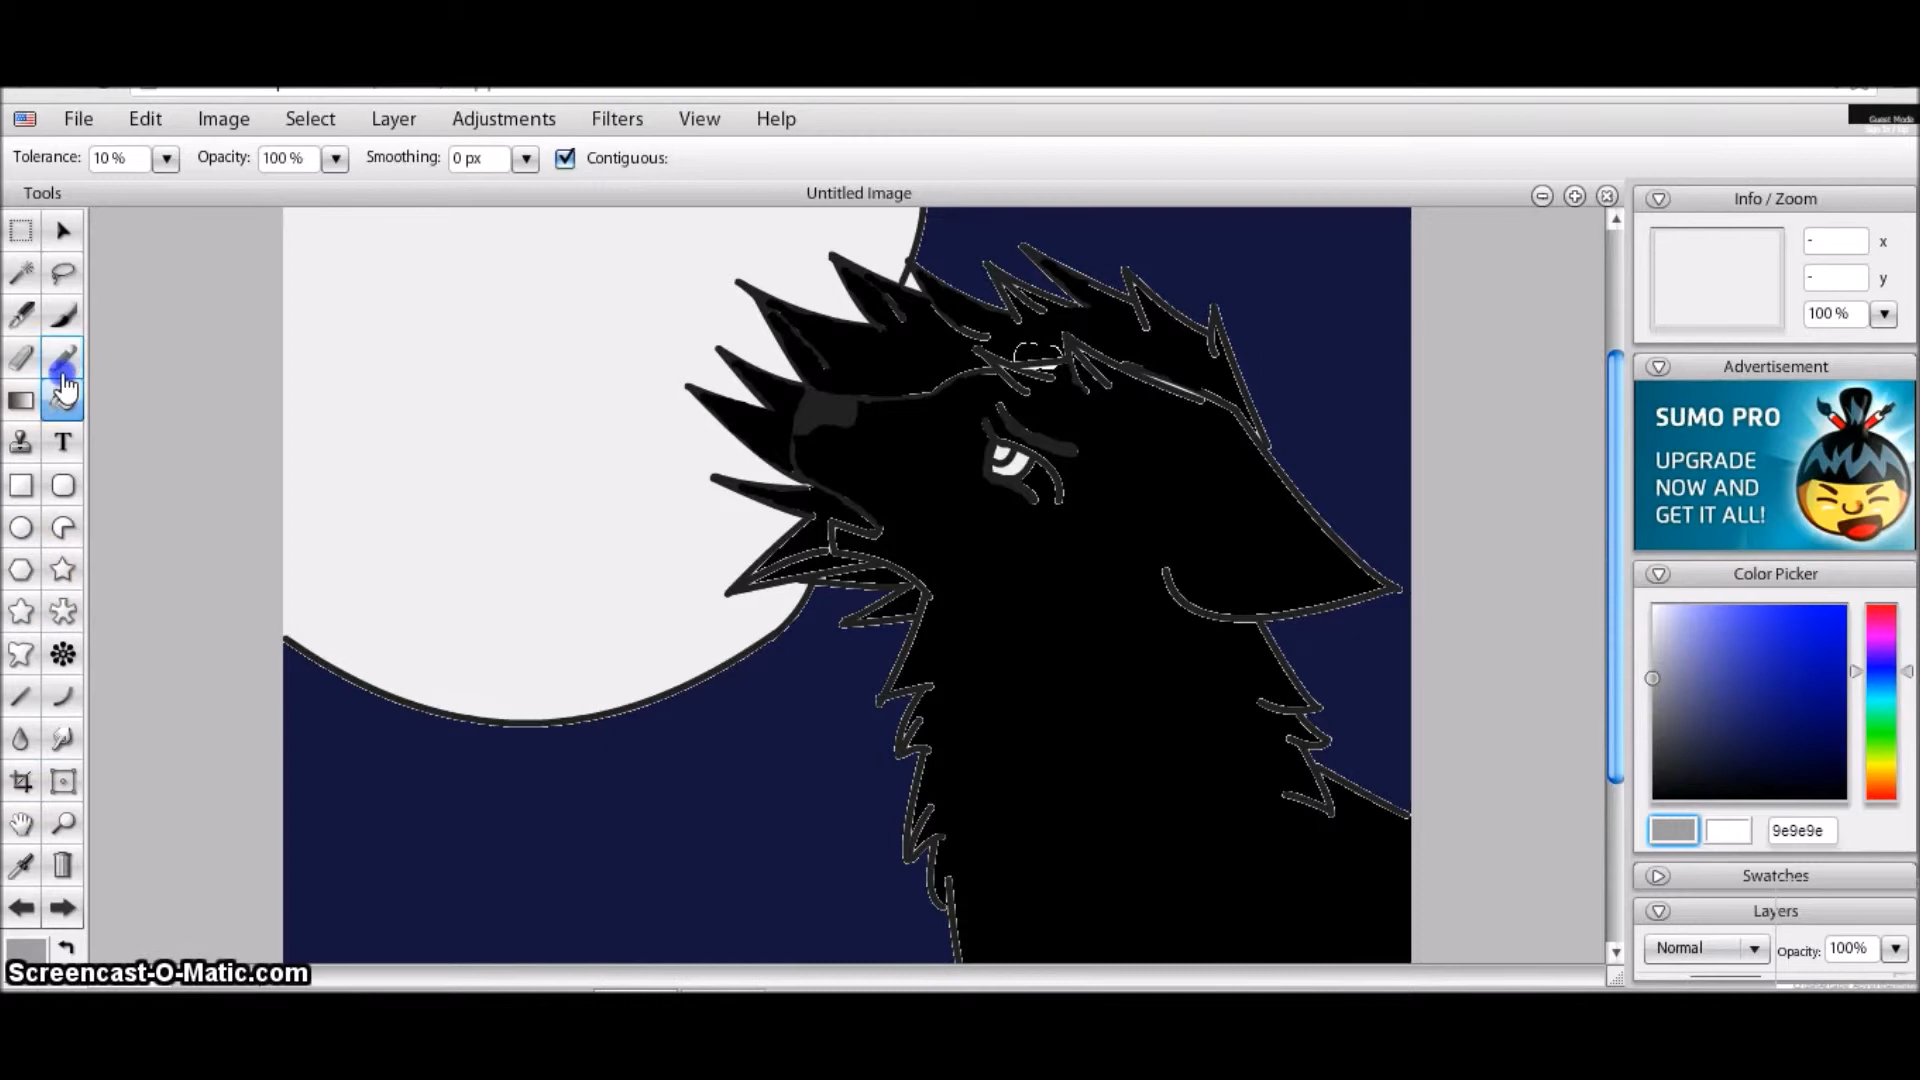 Guest Mode
File Edit Image Select Layer Adjustments Filters View Help
Tolerance: 10 % Opacity: 100 % Smoothing: 0 px Contiguous:
Tools Untitled Image
Info / Zoom
- x
- y
100 %
Advertisement
SUMO PRO
UPGRADE
NOW AND
GET IT ALL!
T
Color Picker
9e9e9e
Swatches
Layers
Normal Opacity: 100%
Screencast-O-Matic.com